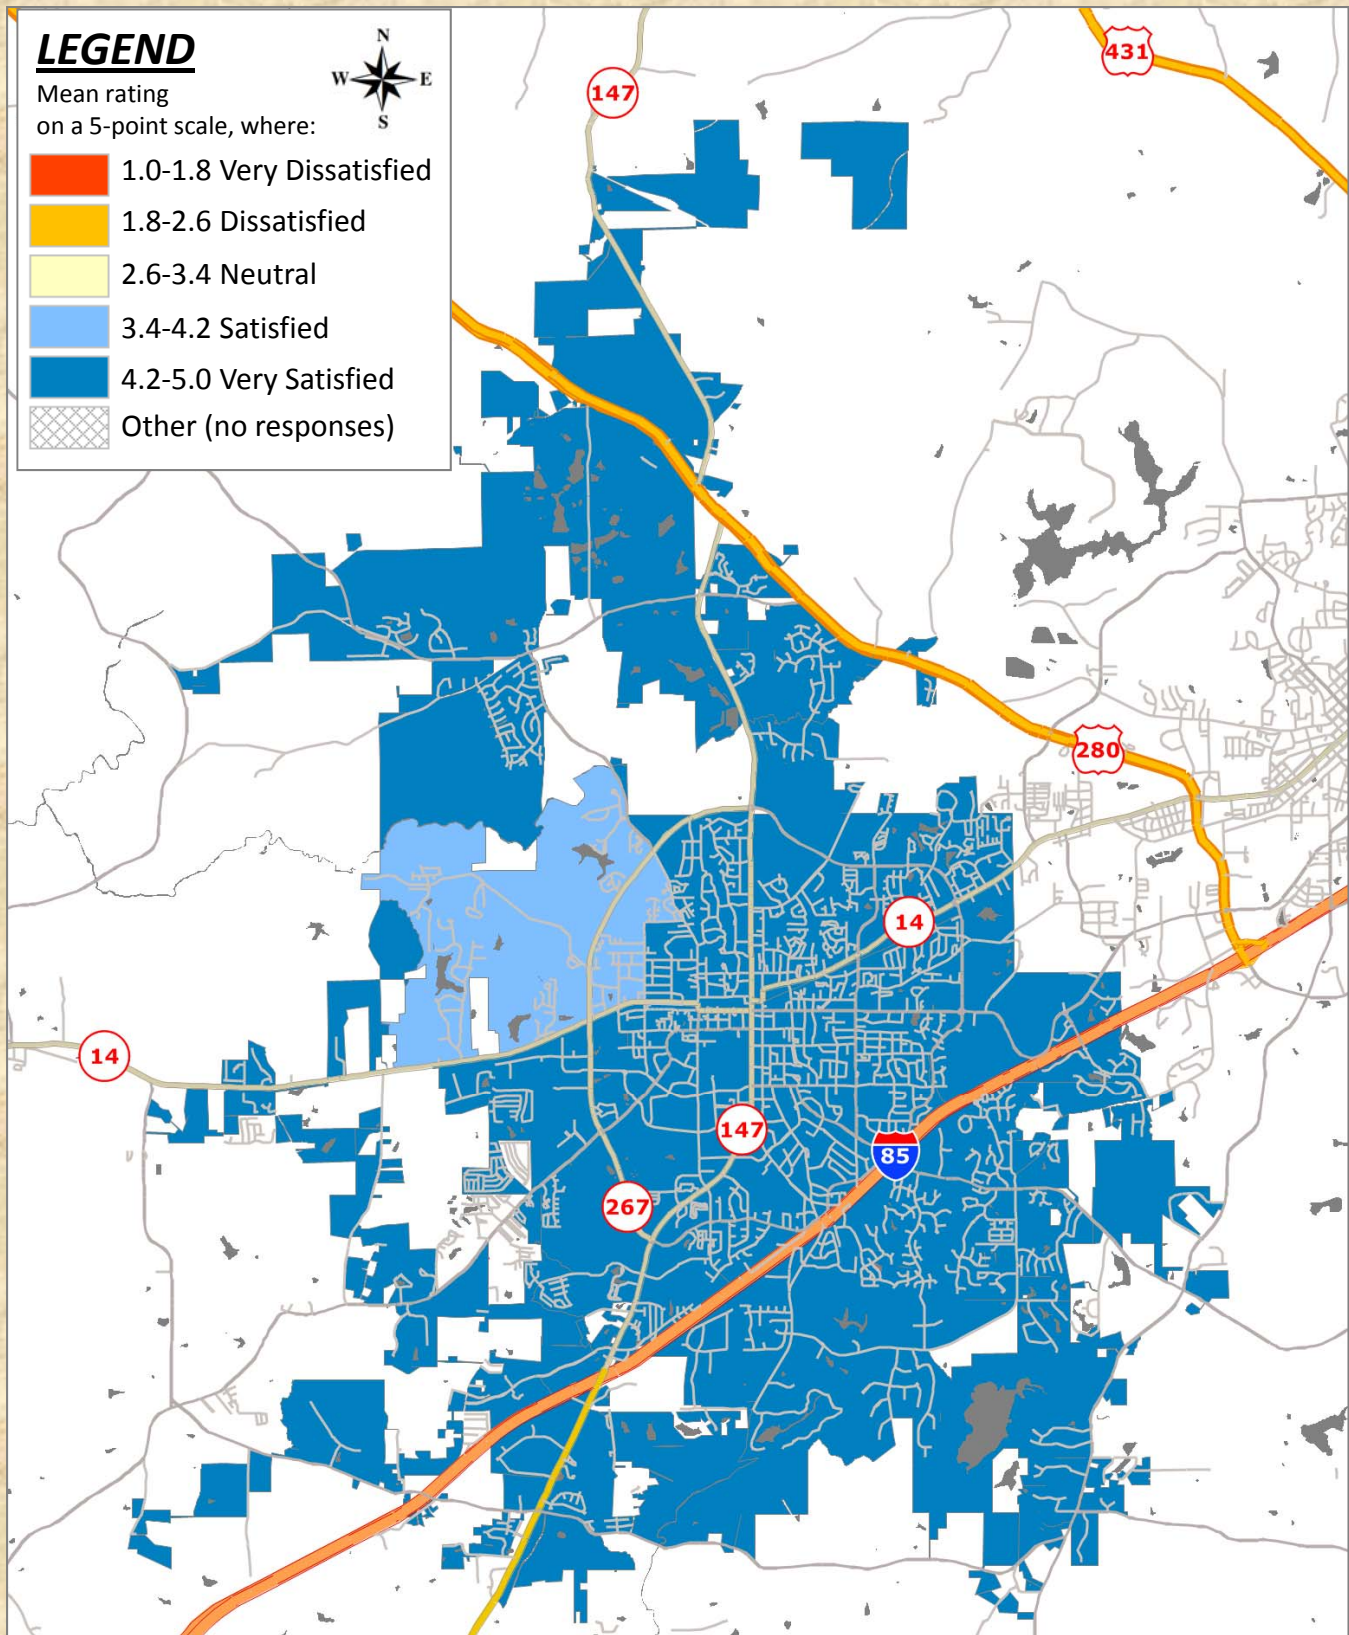 LEGEND
Mean rating
on a 5-point scale, where:
1.0-1.8 Very Dissatisfied
1.8-2.6 Dissatisfied
2.6-3.4 Neutral
3.4-4.2 Satisfied
4.2-5.0 Very Satisfied
Other (no responses)
N
W
E
S
147
431
280
14
14
147
85
267